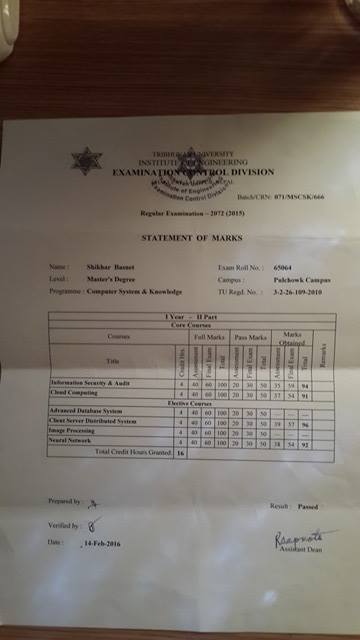 TRIBHUVAN UNIVERSITY
INSTITUTE OF ENGINEERING
EXAMINATION CONTROL DIVISION
Institute of Engineering
Examination Control Division
Batch/CRN: 071/MSCSK/666
Regular Examination – 2072 (2015)
STATEMENT OF MARKS
Name : Shikhar Basnet Exam Roll No. : 65064
Level : Master's Degree Campus : Pulchowk Campus
Programme : Computer System & Knowledge TU Regd. No. : 3-2-26-109-2010
I Year - II Part
Core Courses
Courses Full Marks Pass Marks Marks Obtained Remarks
Title Credit Hrs. Assessment Final Exam Total Assessment Final Exam Total Assessment Final Exam Total
Information Security & Audit 4 40 60 100 20 30 50 35 59 94
Cloud Computing 4 40 60 100 20 30 50 37 54 91
Elective Courses
Advanced Database System 4 40 60 100 20 30 50 --- --- ---
Client Server Distributed System 4 40 60 100 20 30 50 39 57 96
Image Processing 4 40 60 100 20 30 50 --- --- ---
Neural Network 4 40 60 100 20 30 50 38 54 92
Total Credit Hours Granted 16
Prepared by : Result : Passed
Verified by :
Date : 14-Feb-2016
Assistant Dean